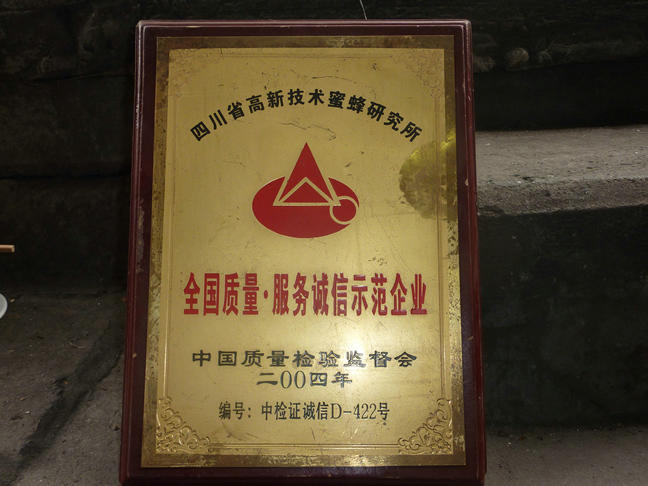 四川省高新技术蜜蜂研究所
全国质量·服务诚信示范企业
中国质量检验监督会
二00四年
编号：中检证诚信D-422号